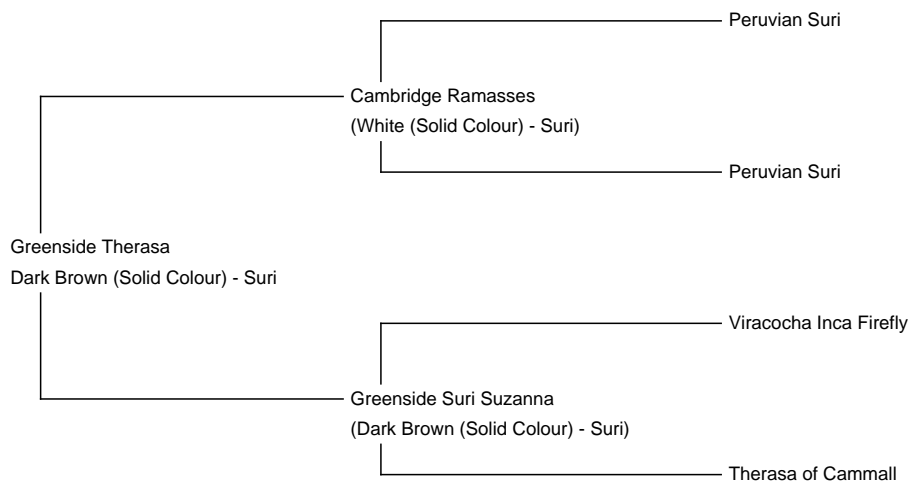 Peruvian Suri
Cambridge Ramasses
(White (Solid Colour) - Suri)
Peruvian Suri
Greenside Therasa
Dark Brown (Solid Colour) - Suri
Viracocha Inca Firefly
Greenside Suri Suzanna
(Dark Brown (Solid Colour) - Suri)
Therasa of Cammall